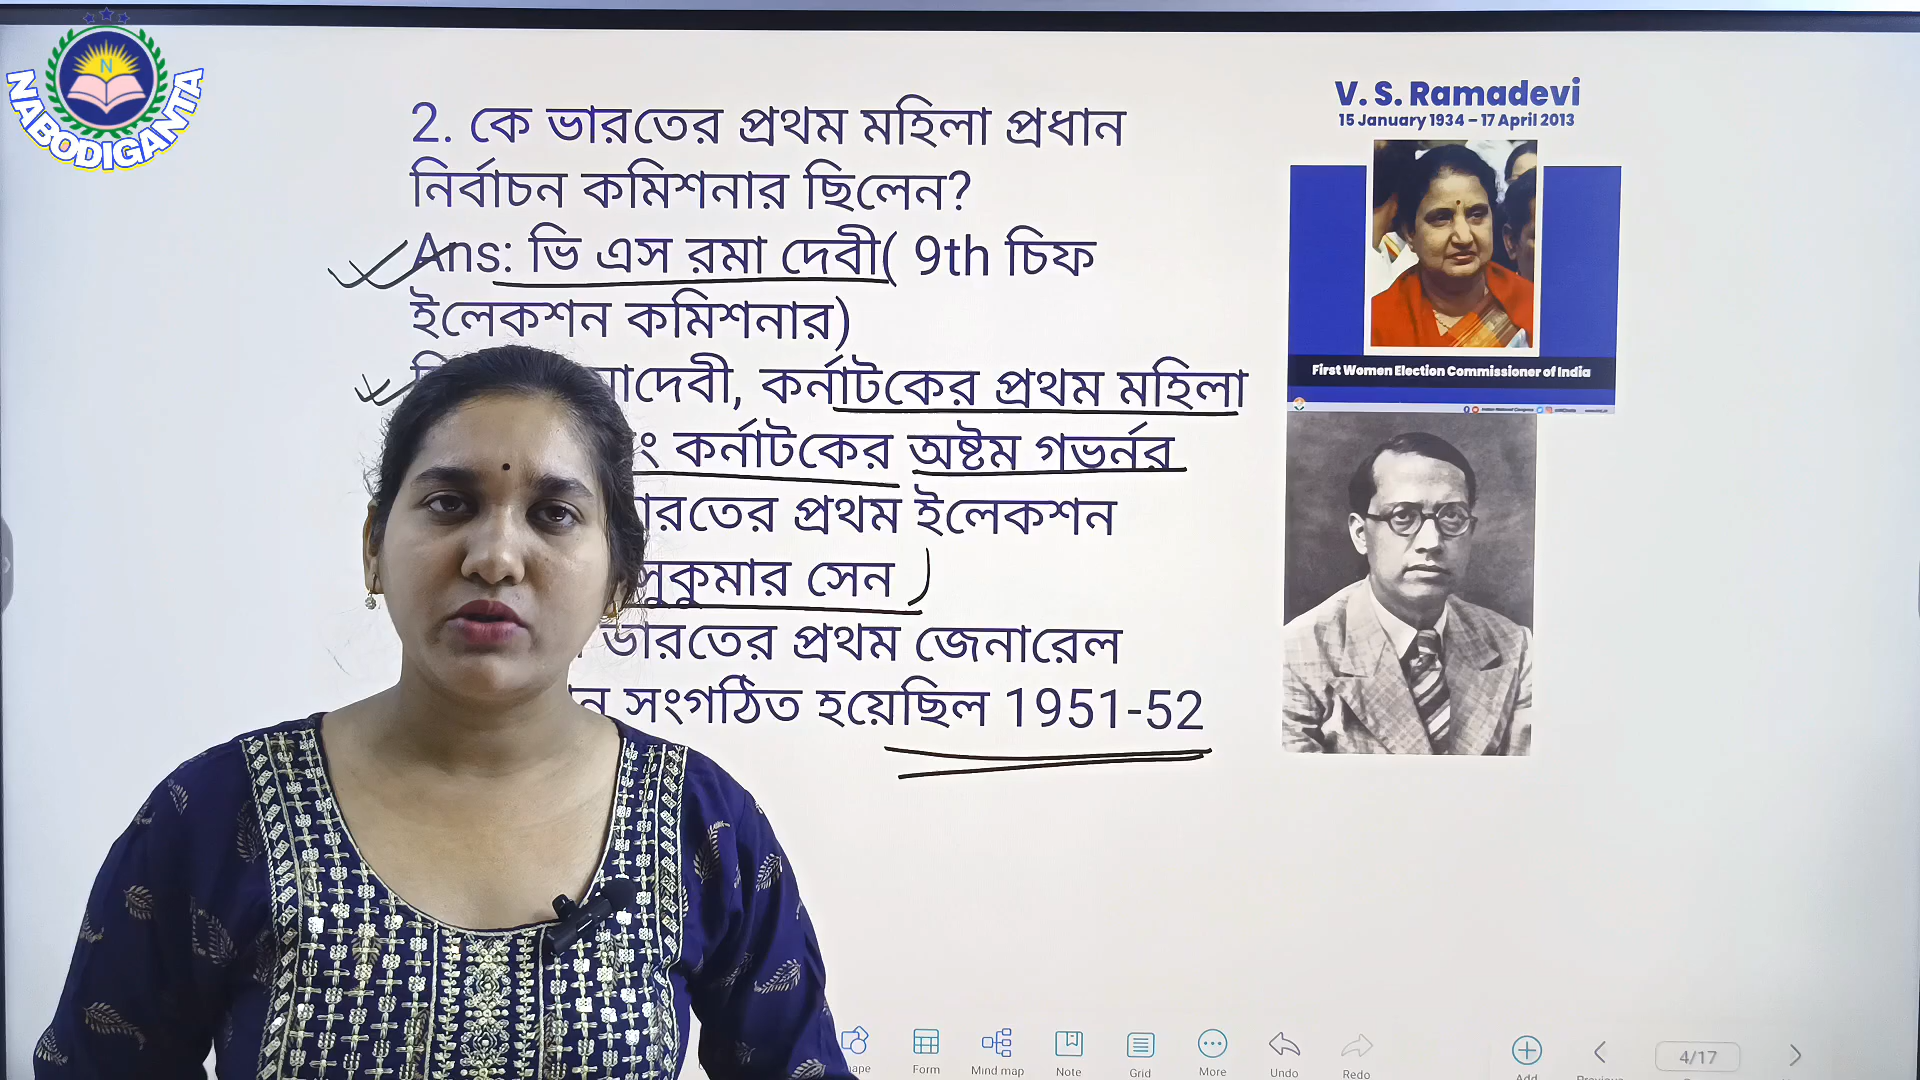 NABODIGANTA
N
2. কে ভারতের প্রথম মহিলা প্রধান
নির্বাচন কমিশনার ছিলেন?
Ans: ভি এস রমা দেবী( 9th চিফ
ইলেকশন কমিশনার)
দেবী, কর্নাটকের প্রথম মহিলা
কর্নাটকের অষ্টম গভর্নর
প্রথম ইলেকশন
সুকুমার সেন )
ভারতের প্রথম জেনারেল
সংগঠিত হয়েছিল 1951-52
V. S. Ramadevi
15 January 1934 – 17 April 2013
First Women Election Commissioner of India
Form
Mind map
Note
Grid
More
Undo
Redo
Add
4/17